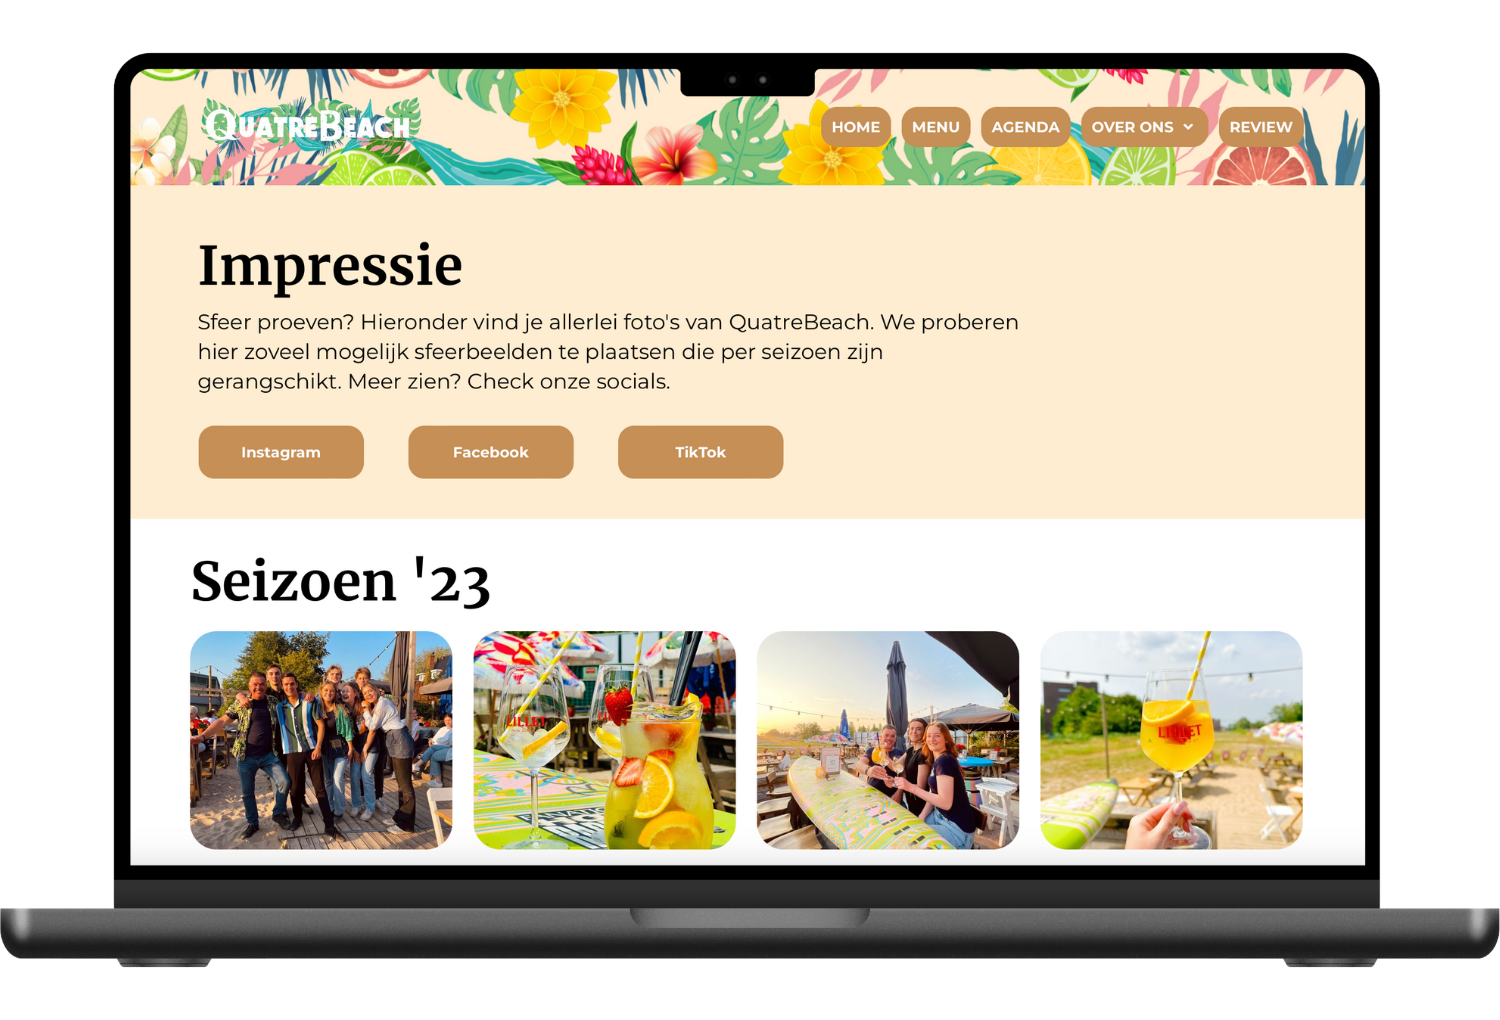 QUATREBEACH
HOME
MENU
AGENDA
OVER ONS
REVIEW
Impressie
Sfeer proeven? Hieronder vind je allerlei foto's van QuatreBeach. We proberen
hier zoveel mogelijk sfeerbeelden te plaatsen die per seizoen zijn
gerangschikt. Meer zien? Check onze socials.
Instagram
Facebook
TikTok
Seizoen '23
LILLET
LILLET